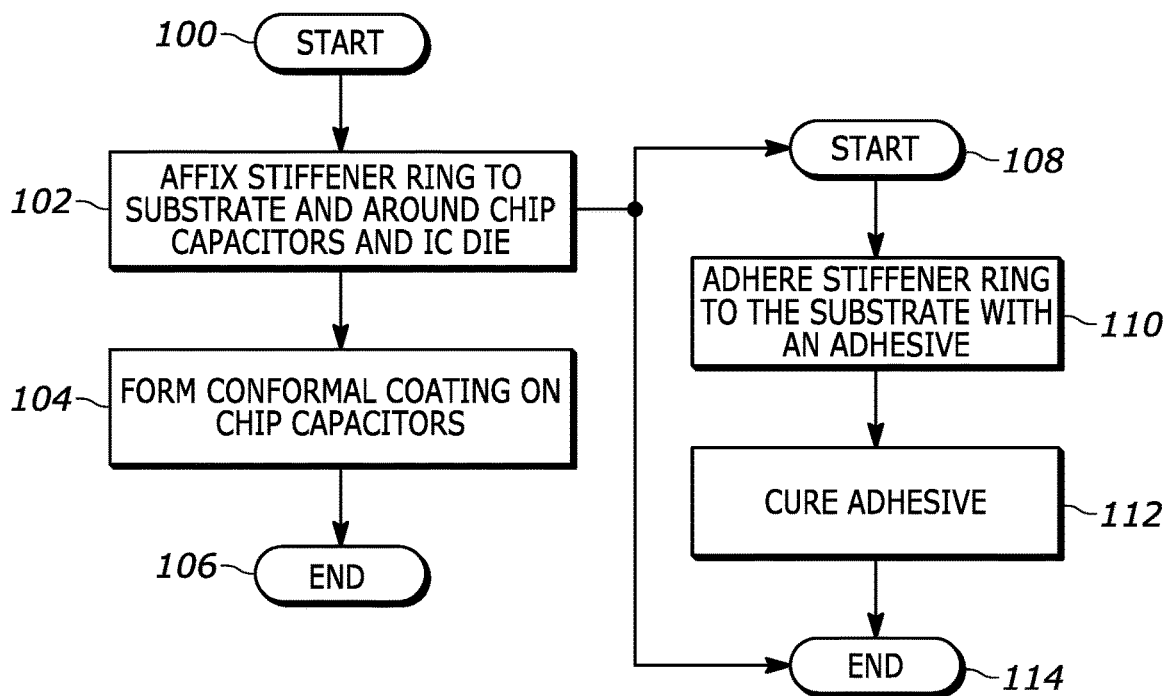 100
START
102
AFFIX STIFFENER RING TO
SUBSTRATE AND AROUND CHIP
CAPACITORS AND IC DIE
104
FORM CONFORMAL COATING ON
CHIP CAPACITORS
106
END
START
108
ADHERE STIFFENER RING
TO THE SUBSTRATE WITH
AN ADHESIVE
110
CURE ADHESIVE
112
END
114